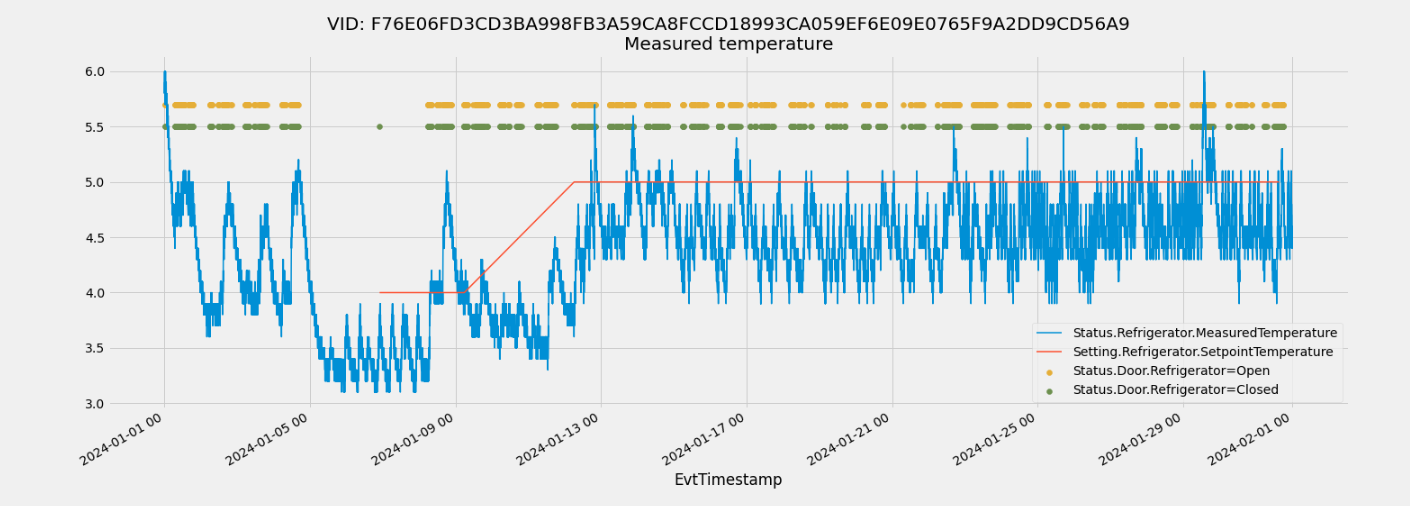 VID: F76E06FD3CD3BA998FB3A59CA8FCCD18993CA059EF6E09E0765F9A2DD9CD56A9
Measured temperature
6.0
5.5
5.0
4.5
4.0
3.5
3.0
Status.Refrigerator.MeasuredTemperature
Setting.Refrigerator.SetpointTemperature
Status.Door.Refrigerator=Open
Status.Door.Refrigerator=Closed
2024-01-01 00
2024-01-05 00
2024-01-09 00
2024-01-13 00
2024-01-17 00
2024-01-21 00
2024-01-25 00
2024-01-29 00
2024-02-01 00
EvtTimestamp